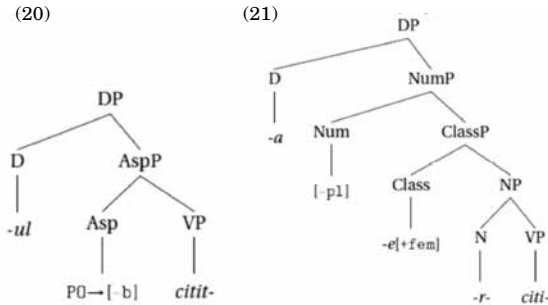 (20)
DP
D AspP
-ul Asp VP
PO→[-b] citit-
(21)
DP
D NumP
-a Num ClassP
[-pl] Class NP
-e[+fem] N VP
-r- citi-